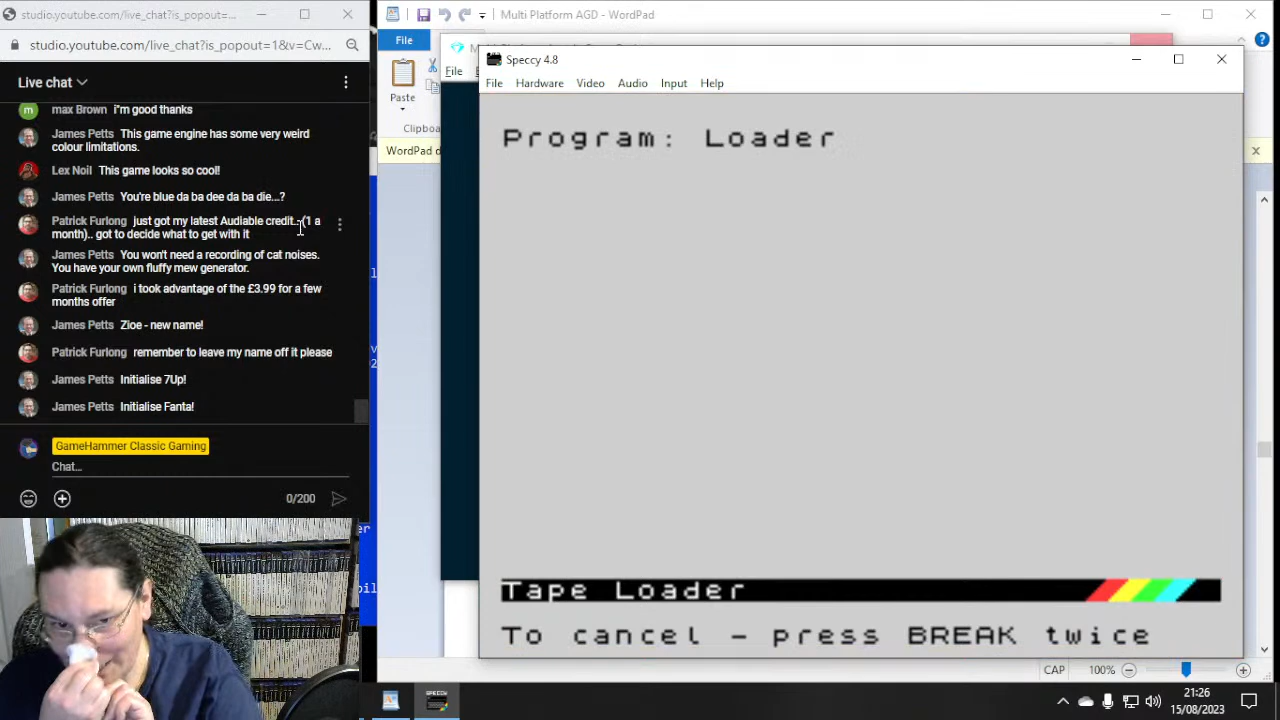 studio.youtube.com/live_chat?is_popout=...
studio.youtube.com/live_chat?is_popout=1&v=Cw...
Live chat
m
max Brown i"m good thanks
James Petts This game engine has some very weird
colour limitations.
Lex Noil This game looks so cool!
James Petts You're blue da ba dee da ba die...?
Patrick Furlong just got my latest Audiable credit.. (1 a
month).. got to decide what to get with it
James Petts You won't need a recording of cat noises.
You have your own fluffy mew generator.
Patrick Furlong i took advantage of the £3.99 for a few
months offer
James Petts Zioe - new name!
Patrick Furlong remember to leave my name off it please
James Petts Initialise 7Up!
James Petts Initialise Fanta!
GameHammer Classic Gaming
Chat...
0/200
Multi Platform AGD - WordPad
File
Paste
Clipboa
WordPad d
File
Speccy 4.8
File Hardware Video Audio Input Help
Program: Loader
Tape Loader
To cancel - press BREAK twice
CAP 100%
SPECCY
21:26
15/08/2023